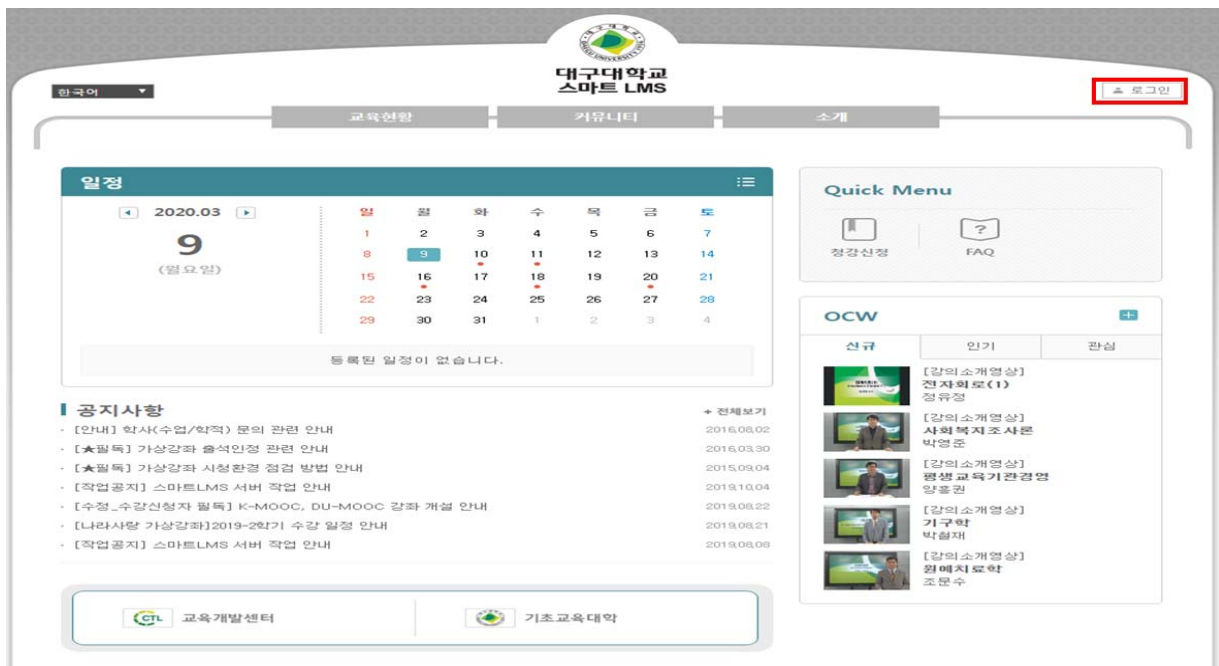 대구대학교
스마트 LMS
한국어
로그인
교육현황
커뮤니티
소개
일정
2020.03
9
(월요일)
일 월 화 수 목 금 토
1 2 3 4 5 6 7
8 9 10 11 12 13 14
15 16 17 18 19 20 21
22 23 24 25 26 27 28
29 30 31 1 2 3 4
등록된 일정이 없습니다.
Quick Menu
청강신청
FAQ
OCW
신규 인기 관심
[강의소개영상]
전자회로(1)
정유정
[강의소개영상]
사회복지조사론
박영준
[강의소개영상]
평생교육기관경영
양흥권
[강의소개영상]
기구학
박철재
[강의소개영상]
원예치료학
조문수
공지사항
+ 전체보기
· [안내] 학사(수업/학적) 문의 관련 안내 2016.08.02
· [★필독] 가상강좌 출석인정 관련 안내 2016.03.30
· [★필독] 가상강좌 시청환경 점검 방법 안내 2015.09.04
· [작업공지] 스마트LMS 서버 작업 안내 2019.10.04
· [수정_수강신청자 필독] K-MOOC, DU-MOOC 강좌 개설 안내 2019.08.22
· [나라사랑 가상강좌]2019-2학기 수강 일정 안내 2019.08.21
· [작업공지] 스마트LMS 서버 작업 안내 2019.08.08
CTL 교육개발센터
기초교육대학